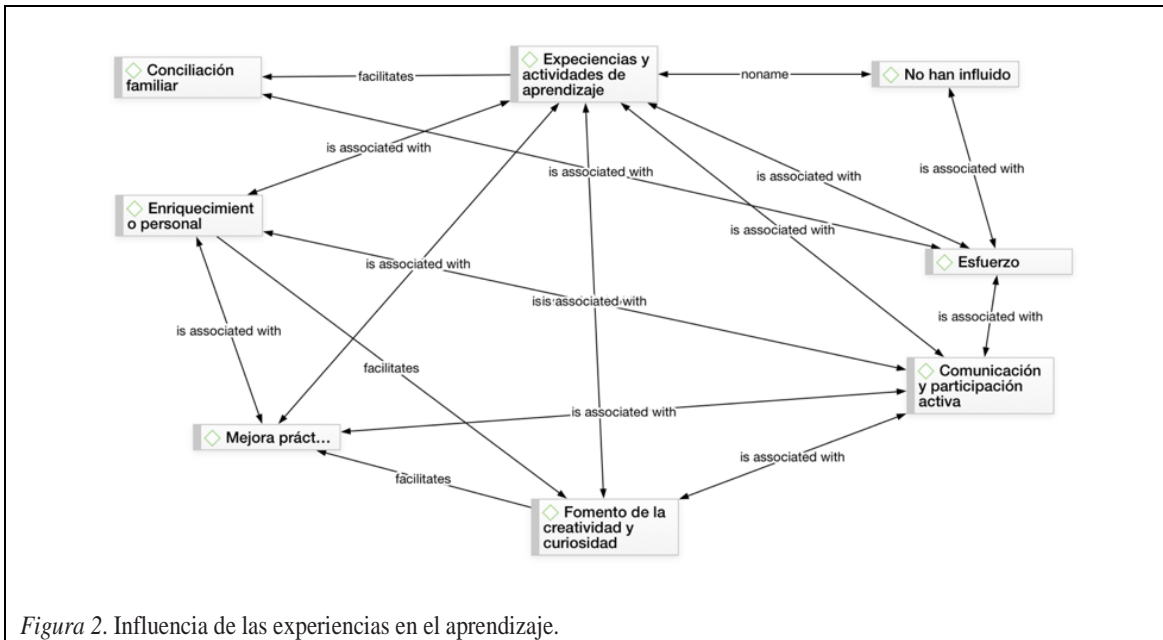 Conciliación
familiar
facilitates
Expeciencias y
actividades de
aprendizaje
noname
No han influido
is associated with
is associated with
is associated with
is associated with
Enriquecimient
o personal
is associated with
Esfuerzo
is associated with
is associated with
is associated with
is associated with
facilitates
Comunicación
y participación
activa
is associated with
Mejora práct...
is associated with
facilitates
Fomento de la
creatividad y
curiosidad
Figura 2. Influencia de las experiencias en el aprendizaje.